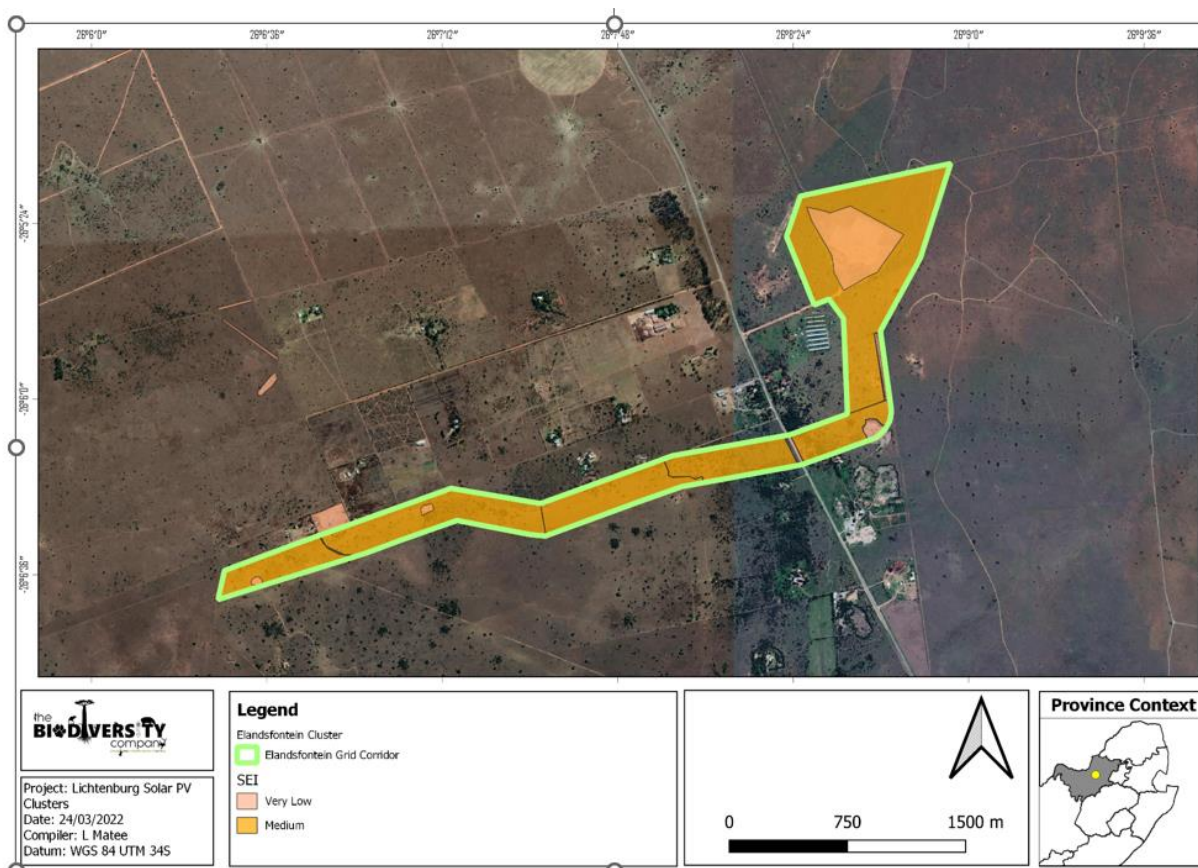 26°6'0" 26°6'36" 26°7'12" 26°7'48" 26°8'24" 26°9'0" 26°9'36"
-26°5'24"
-26°6'0"
-26°6'36"
the
BIODIVERSITY
company
Project: Lichtenburg Solar PV
Clusters
Date: 24/03/2022
Compiler: L Matee
Datum: WGS 84 UTM 34S
Legend
Elandsfontein Cluster
Elandsfontein Grid Corridor
SEI
Very Low
Medium
0 750 1500 m
Province Context